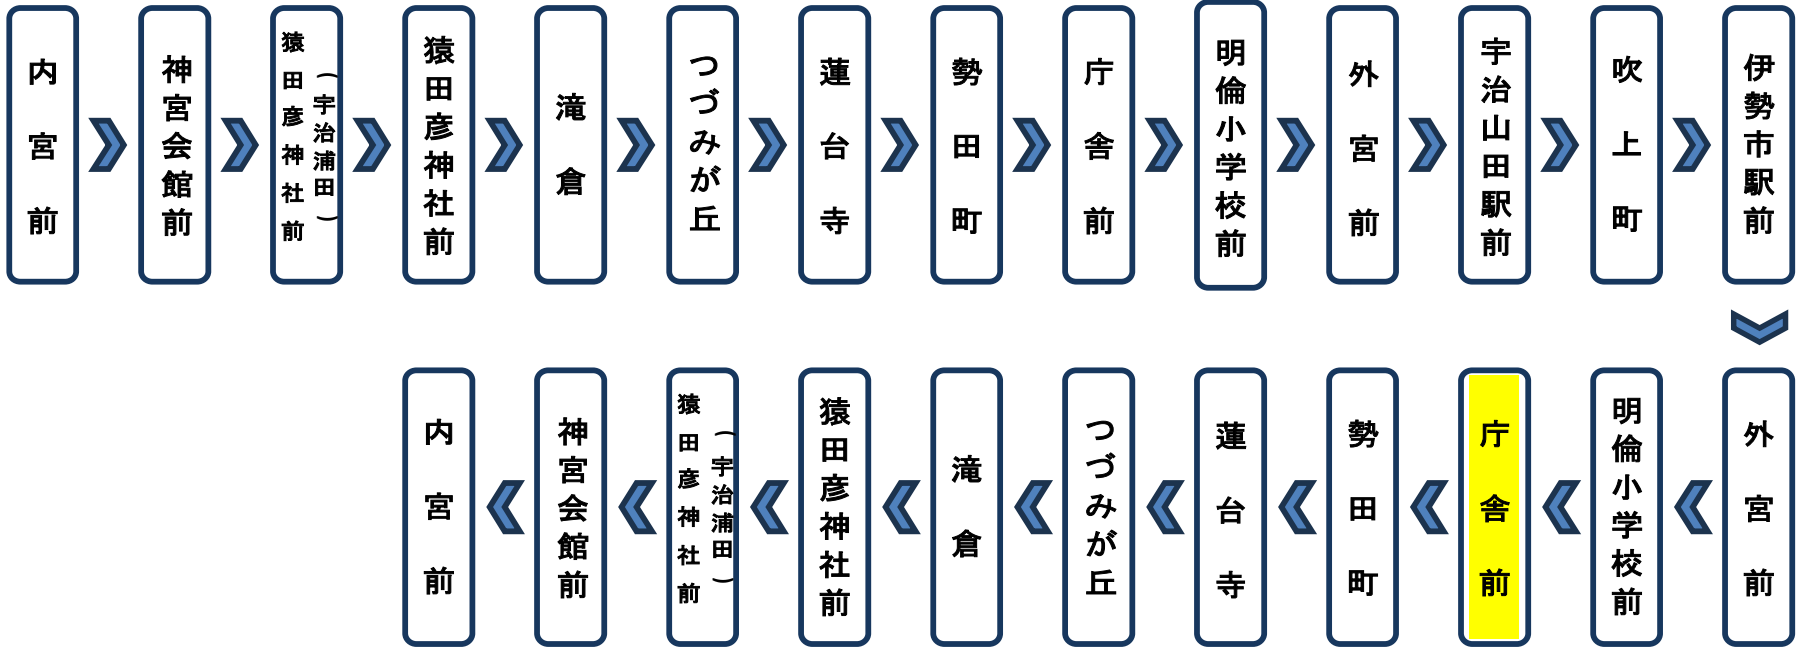 内宮前
神宮会館前
猿田彦神社前
（宇治浦田）
猿田彦神社前
滝倉
つづみが丘
蓮台寺
勢田町
庁舎前
明倫小学校前
外宮前
宇治山田駅前
吹上町
伊勢市駅前
外宮前
明倫小学校前
庁舎前
勢田町
蓮台寺
つづみが丘
滝倉
猿田彦神社前
猿田彦神社前
（宇治浦田）
神宮会館前
内宮前